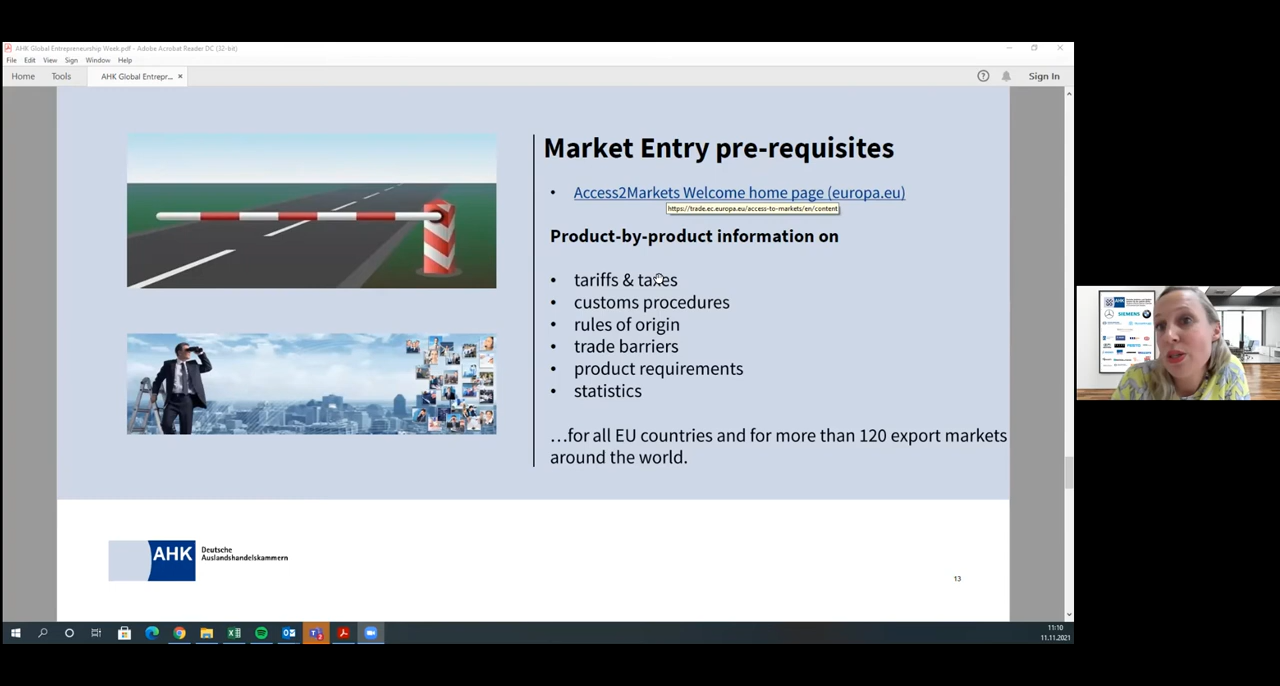 AHK Global Entrepreneurship Week.pdf - Adobe Acrobat Reader DC (32-bit)
File Edit View Sign Window Help
Home Tools AHK Global Entrepr... × Sign In
Market Entry pre-requisites
• Access2Markets Welcome home page (europa.eu)
https://trade.ec.europa.eu/access-to-markets/en/content
Product-by-product information on
• tariffs & taxes
• customs procedures
• rules of origin
• trade barriers
• product requirements
• statistics
…for all EU countries and for more than 120 export markets
around the world.
AHK
Deutsche
Auslandshandelskammern
13
AHK
SIEMENS
11:10
11.11.2021